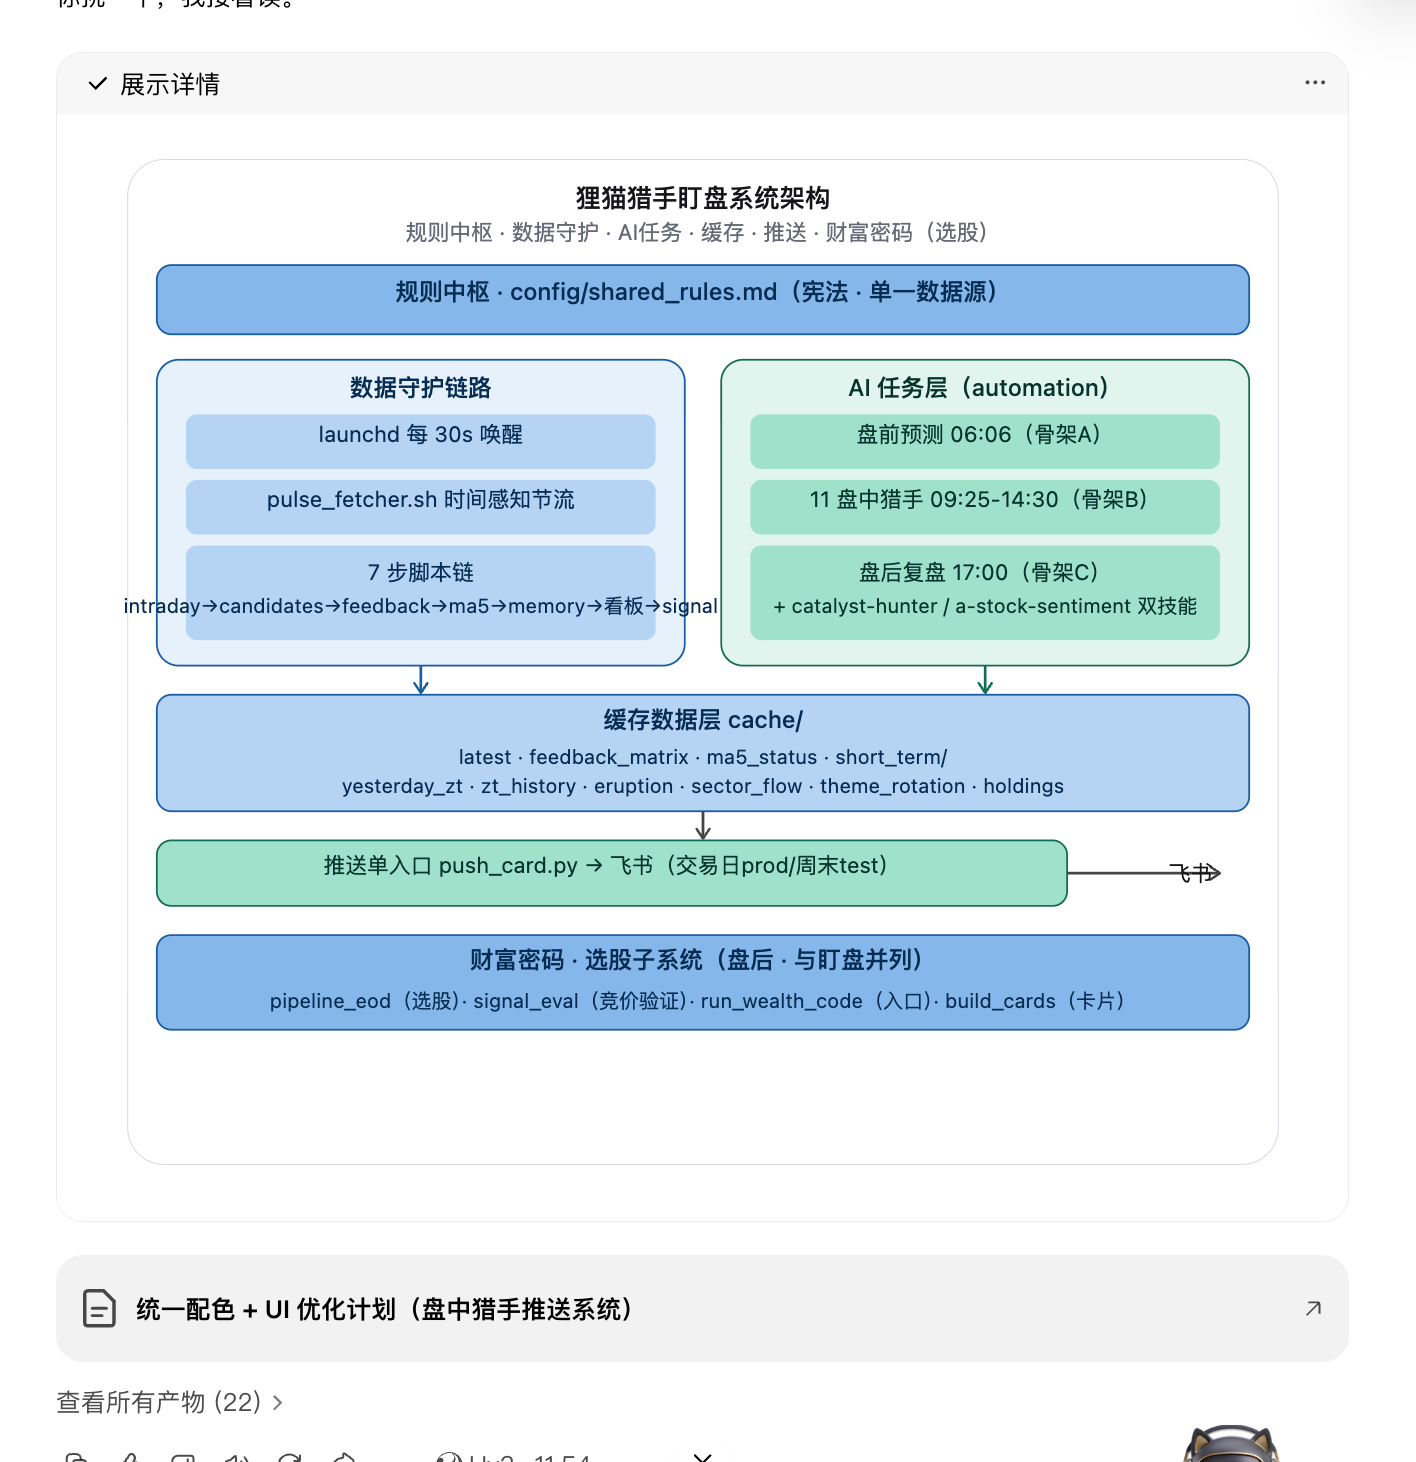 展示详情
狸猫猎手盯盘系统架构
规则中枢 · 数据守护 · AI任务 · 缓存 · 推送 · 财富密码（选股）
规则中枢 · config/shared_rules.md（宪法 · 单一数据源）
数据守护链路
launchd 每 30s 唤醒
pulse_fetcher.sh 时间感知节流
7 步脚本链
intraday→candidates→feedback→ma5→memory→看板→signal
AI 任务层（automation）
盘前预测 06:06（骨架A）
11 盘中猎手 09:25-14:30（骨架B）
盘后复盘 17:00（骨架C）
+ catalyst-hunter / a-stock-sentiment 双技能
缓存数据层 cache/
latest · feedback_matrix · ma5_status · short_term/
yesterday_zt · zt_history · eruption · sector_flow · theme_rotation · holdings
推送单入口 push_card.py → 飞书（交易日prod/周末test）
飞书
财富密码 · 选股子系统（盘后 · 与盯盘并列）
pipeline_eod（选股）· signal_eval（竞价验证）· run_wealth_code（入口）· build_cards（卡片）
统一配色 + UI 优化计划（盘中猎手推送系统）
查看所有产物 (22)